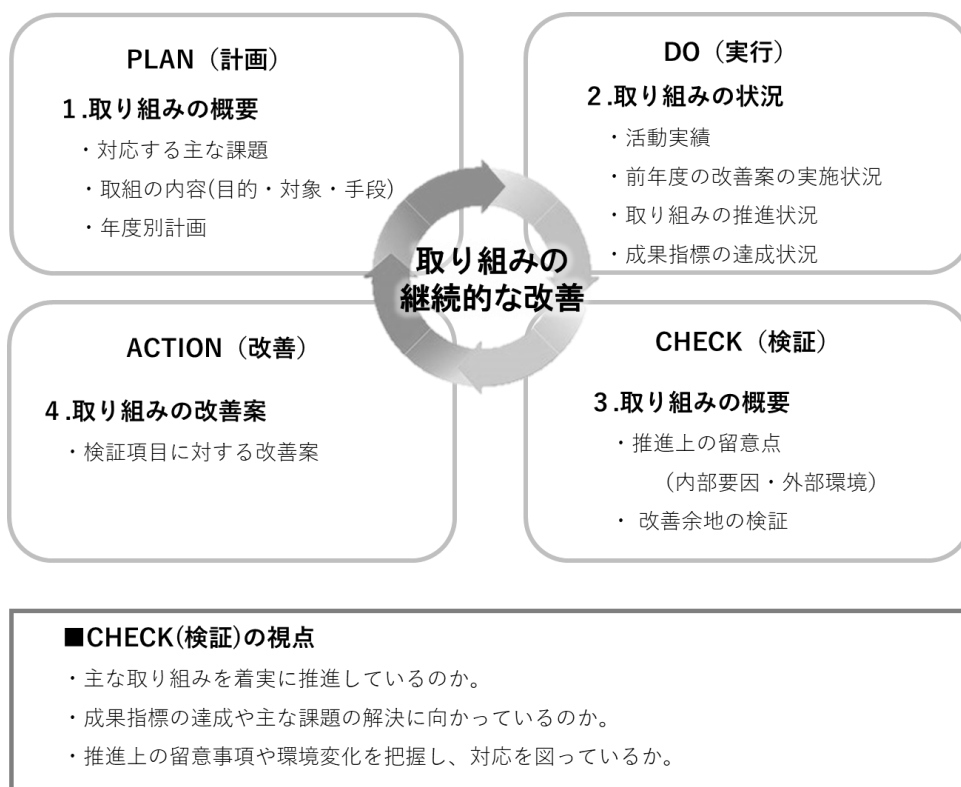 PLAN（計画）
１.取り組みの概要
・対応する主な課題
・取組の内容(目的・対象・手段)
・年度別計画
DO（実行）
２.取り組みの状況
・活動実績
・前年度の改善案の実施状況
・取り組みの推進状況
・成果指標の達成状況
取り組みの
継続的な改善
ACTION（改善）
４.取り組みの改善案
・検証項目に対する改善案
CHECK（検証）
３.取り組みの概要
・推進上の留意点
（内部要因・外部環境）
・ 改善余地の検証
■CHECK(検証)の視点
・主な取り組みを着実に推進しているのか。
・成果指標の達成や主な課題の解決に向かっているのか。
・推進上の留意事項や環境変化を把握し、対応を図っているか。